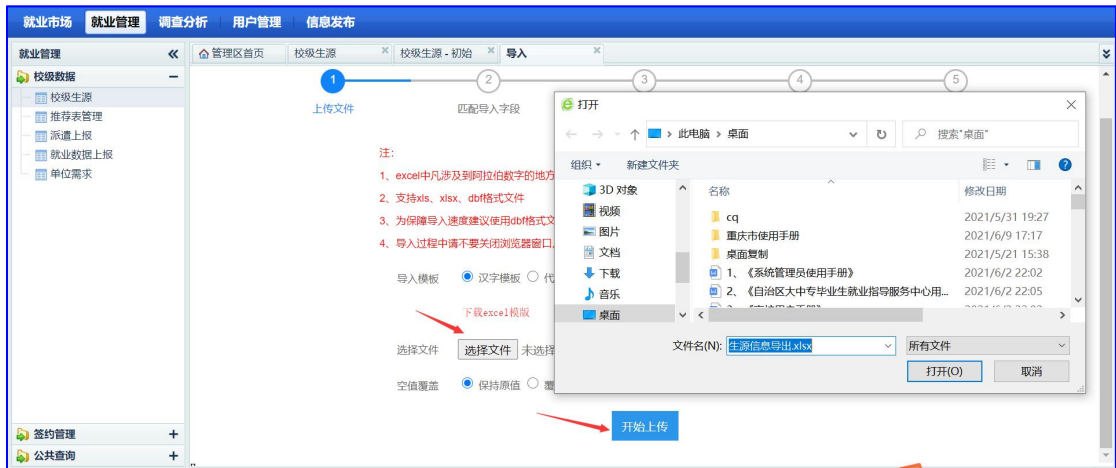 就业市场 就业管理 调查分析 用户管理 信息发布
就业管理
管理区首页 校级生源 校级生源 - 初始 导入
校级数据
校级生源
推荐表管理
派遣上报
就业数据上报
单位需求
签约管理
公共查询
1 2 3 4 5
上传文件 匹配导入字段
注:
1、excel中凡涉及到阿拉伯数字的地方
2、支持xls、xlsx、dbf格式文件
3、为保障导入速度建议使用dbf格式文
4、导入过程中请不要关闭浏览器窗口,
导入模板 汉字模板 代
下载excel模版
选择文件 选择文件 未选择
空值覆盖 保持原值 覆
开始上传
打开
此电脑 桌面 搜索"桌面"
组织 新建文件夹
3D 对象
视频
图片
文档
下载
音乐
桌面
名称 修改日期
cq 2021/5/31 19:27
重庆市使用手册 2021/6/9 17:17
桌面复制 2021/5/21 15:38
1、《系统管理员使用手册》 2021/6/2 22:02
2、《自治区大中专毕业生就业指导服务中心用... 2021/6/2 22:05
文件名(N): 生源信息导出.xlsx 所有文件
打开(O) 取消